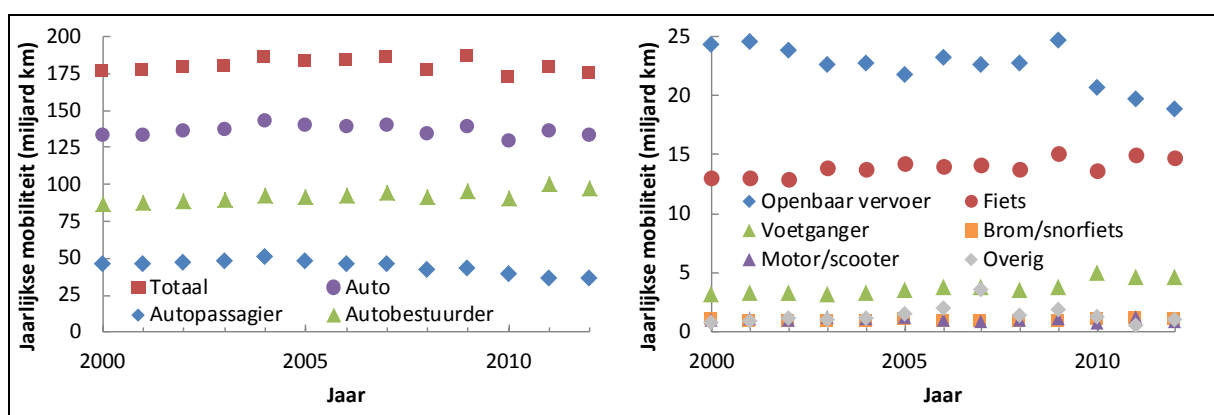 Jaarlijkse mobiliteit (miljard km)
200
175
150
125
100
75
50
25
0
Totaal
Auto
Autopassagier
Autobestuurder
2000
2005
2010
Jaar
Jaarlijkse mobiliteit (miljard km)
25
20
15
10
5
0
Openbaar vervoer
Fiets
Voetganger
Brom/snorfiets
Motor/scooter
Overig
2000
2005
2010
Jaar